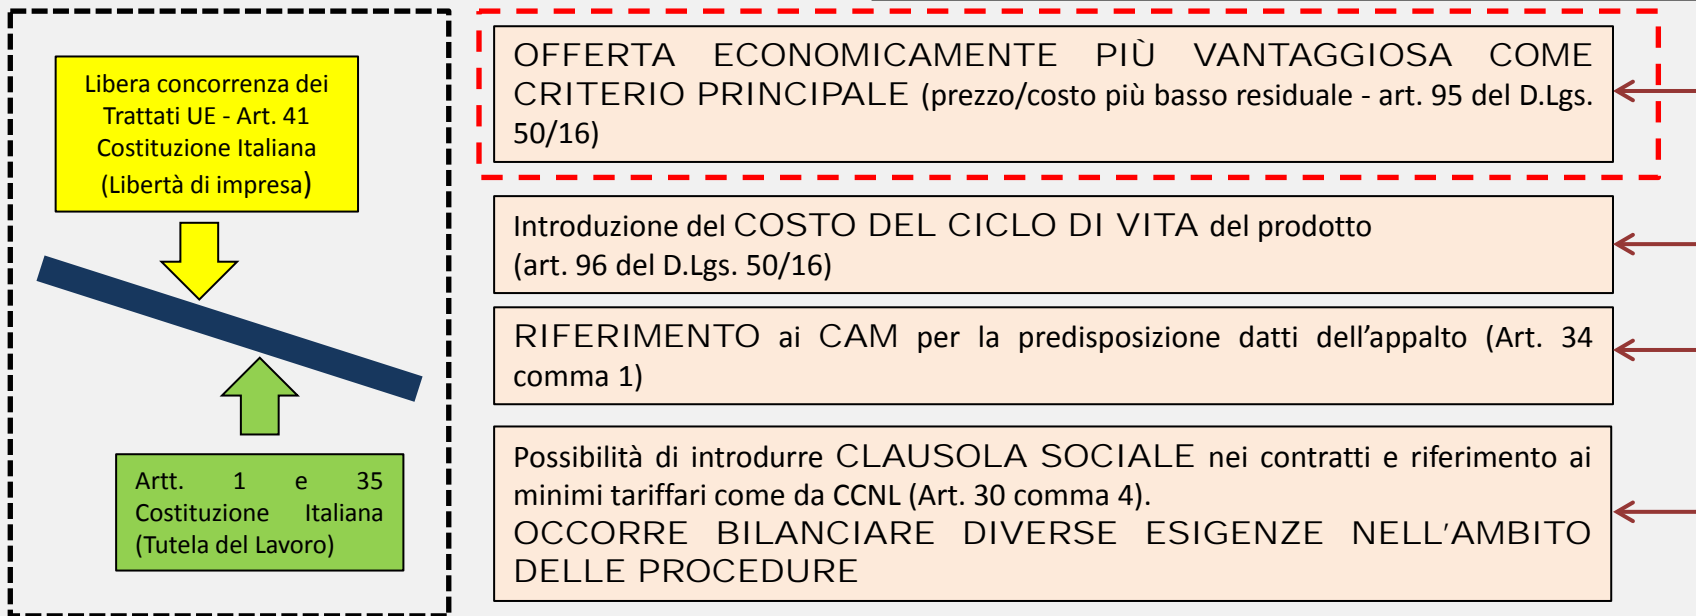 Libera concorrenza dei
Trattati UE - Art. 41
Costituzione Italiana
(Libertà di impresa)
Artt. 1 e 35
Costituzione Italiana
(Tutela del Lavoro)
OFFERTA ECONOMICAMENTE PIÙ VANTAGGIOSA COME
CRITERIO PRINCIPALE (prezzo/costo più basso residuale - art. 95 del D.Lgs.
50/16)
Introduzione del COSTO DEL CICLO DI VITA del prodotto
(art. 96 del D.Lgs. 50/16)
RIFERIMENTO ai CAM per la predisposizione datti dell’appalto (Art. 34
comma 1)
Possibilità di introdurre CLAUSOLA SOCIALE nei contratti e riferimento ai
minimi tariffari come da CCNL (Art. 30 comma 4).
OCCORRE BILANCIARE DIVERSE ESIGENZE NELL’AMBITO
DELLE PROCEDURE